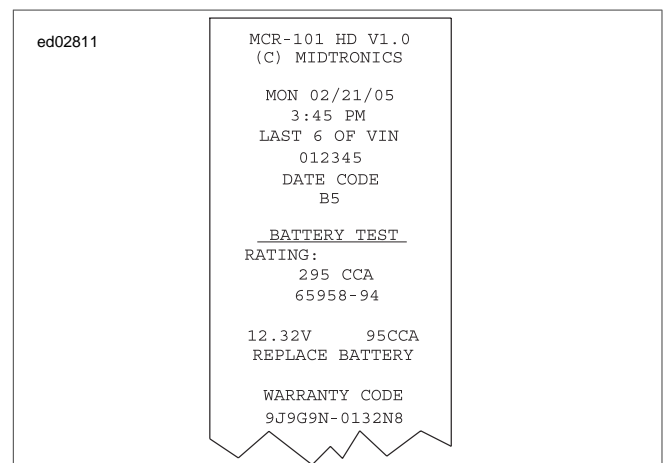 ed02811
MCR-101 HD V1.0
(C) MIDTRONICS
MON 02/21/05
3:45 PM
LAST 6 OF VIN
012345
DATE CODE
B5
BATTERY TEST
RATING:
295 CCA
65958-94
12.32V 95CCA
REPLACE BATTERY
WARRANTY CODE
9J9G9N-0132N8